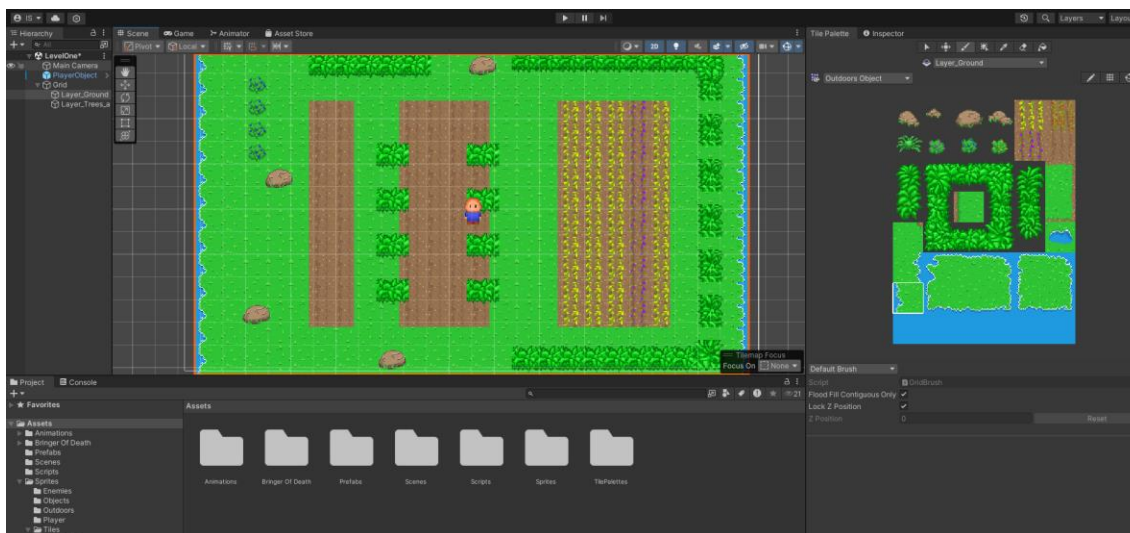 IS
Layers
Layou
Hierarchy
All
LevelOne*
Main Camera
PlayerObject
Grid
Layer_Ground
Layer_Trees_a
Scene
Game
Animator
Asset Store
Pivot
Local
2D
Tilemap Focus
Focus On
None
Tile Palette
Inspector
Layer_Ground
Outdoors Object
Default Brush
Script
GridBrush
Flood Fill Contiguous Only
Lock Z Position
Z Position
0
Reset
Project
Console
21
Favorites
Assets
Animations
Bringer Of Death
Prefabs
Scenes
Scripts
Sprites
Enemies
Objects
Outdoors
Player
Tiles
Assets
Animations
Bringer Of Death
Prefabs
Scenes
Scripts
Sprites
TilePalettes